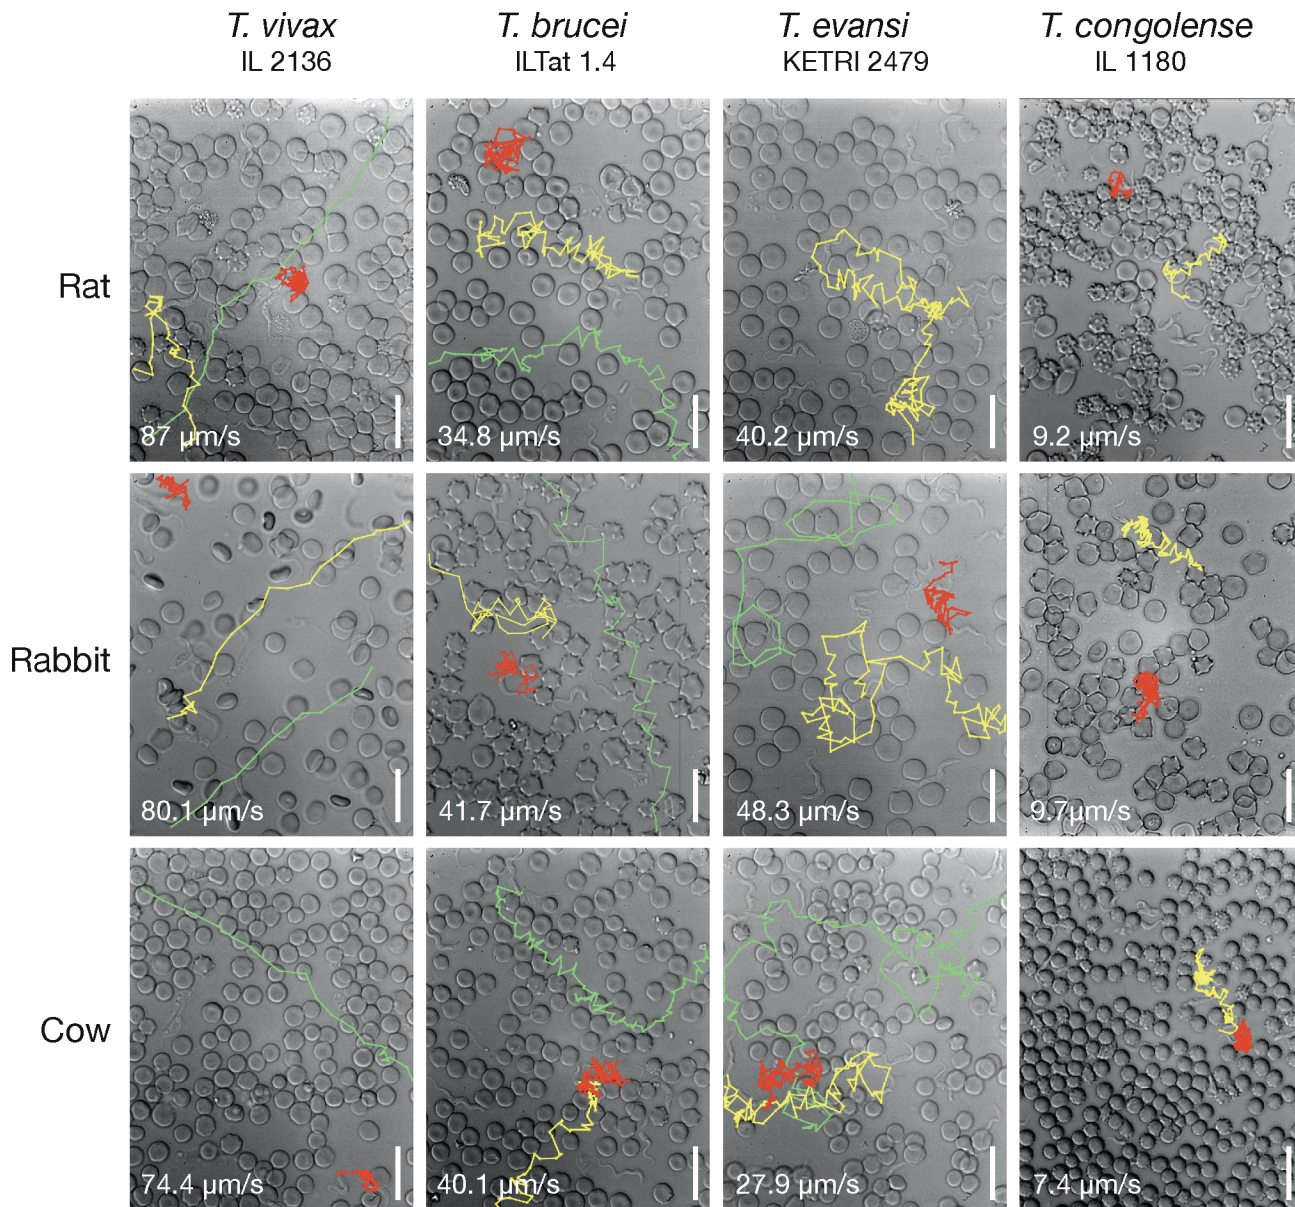 T. vivax T. brucei T. evansi T. congolense
IL 2136 ILTat 1.4 KETRI 2479 IL 1180
Rat
87 µm/s 34.8 µm/s 40.2 µm/s 9.2 µm/s
Rabbit
80.1 µm/s 41.7 µm/s 48.3 µm/s 9.7µm/s
Cow
74.4 µm/s 40.1 µm/s 27.9 µm/s 7.4 µm/s